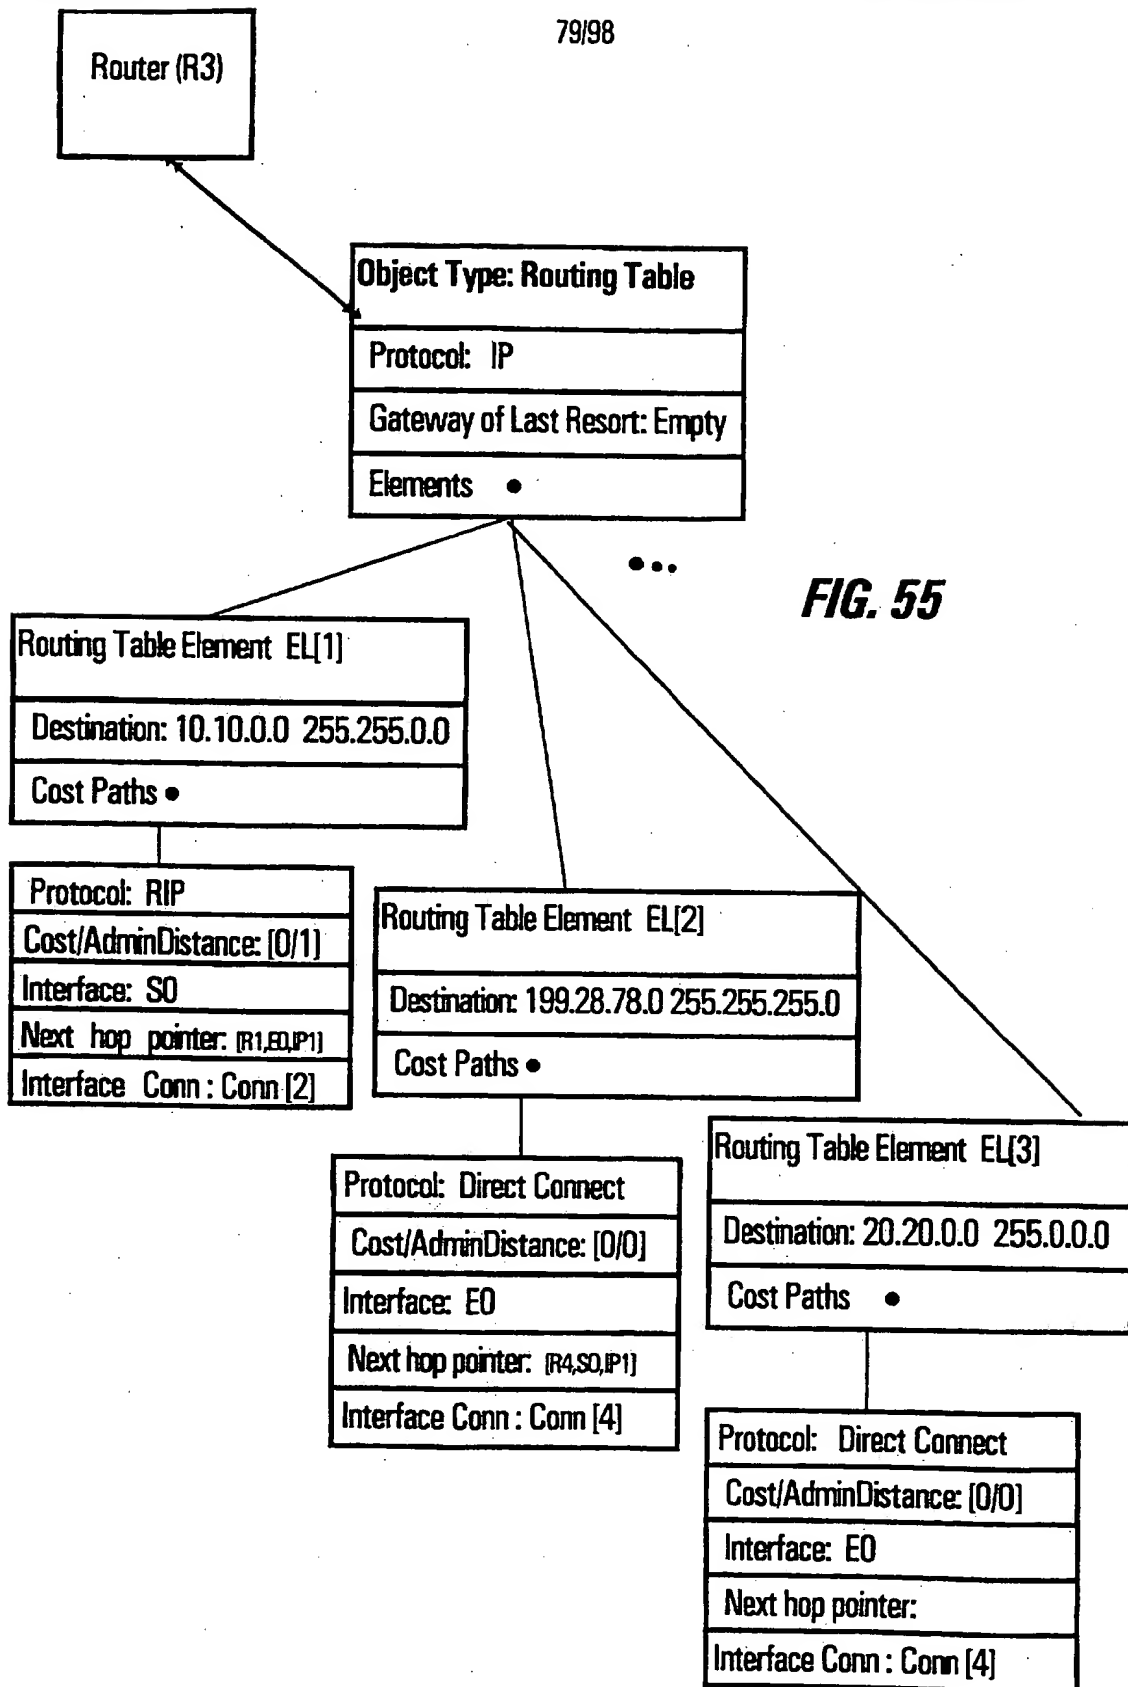 79/98
Router (R3)
Object Type: Routing Table
Protocol: IP
Gateway of Last Resort: Empty
Elements •
•••
FIG. 55
Routing Table Element EL[1]
Destination: 10.10.0.0 255.255.0.0
Cost Paths •
Protocol: RIP
Cost/AdminDistance: [0/1]
Interface: S0
Next hop pointer: [R1,E0,IP1]
Interface Conn : Conn [2]
Routing Table Element EL[2]
Destination: 199.28.78.0 255.255.255.0
Cost Paths •
Protocol: Direct Connect
Cost/AdminDistance: [0/0]
Interface: E0
Next hop pointer: [R4,S0,IP1]
Interface Conn : Conn [4]
Routing Table Element EL[3]
Destination: 20.20.0.0 255.0.0.0
Cost Paths •
Protocol: Direct Connect
Cost/AdminDistance: [0/0]
Interface: E0
Next hop pointer:
Interface Conn : Conn [4]